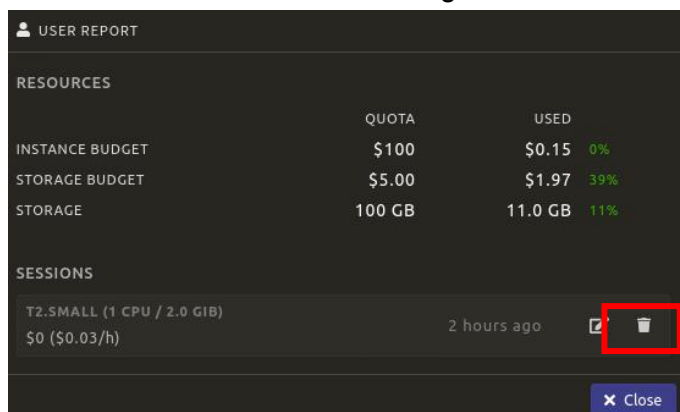 USER REPORT
RESOURCES
QUOTA USED
INSTANCE BUDGET $100 $0.15 0%
STORAGE BUDGET $5.00 $1.97 39%
STORAGE 100 GB 11.0 GB 11%
SESSIONS
T2.SMALL (1 CPU / 2.0 GIB)
$0 ($0.03/h) 2 hours ago
Close